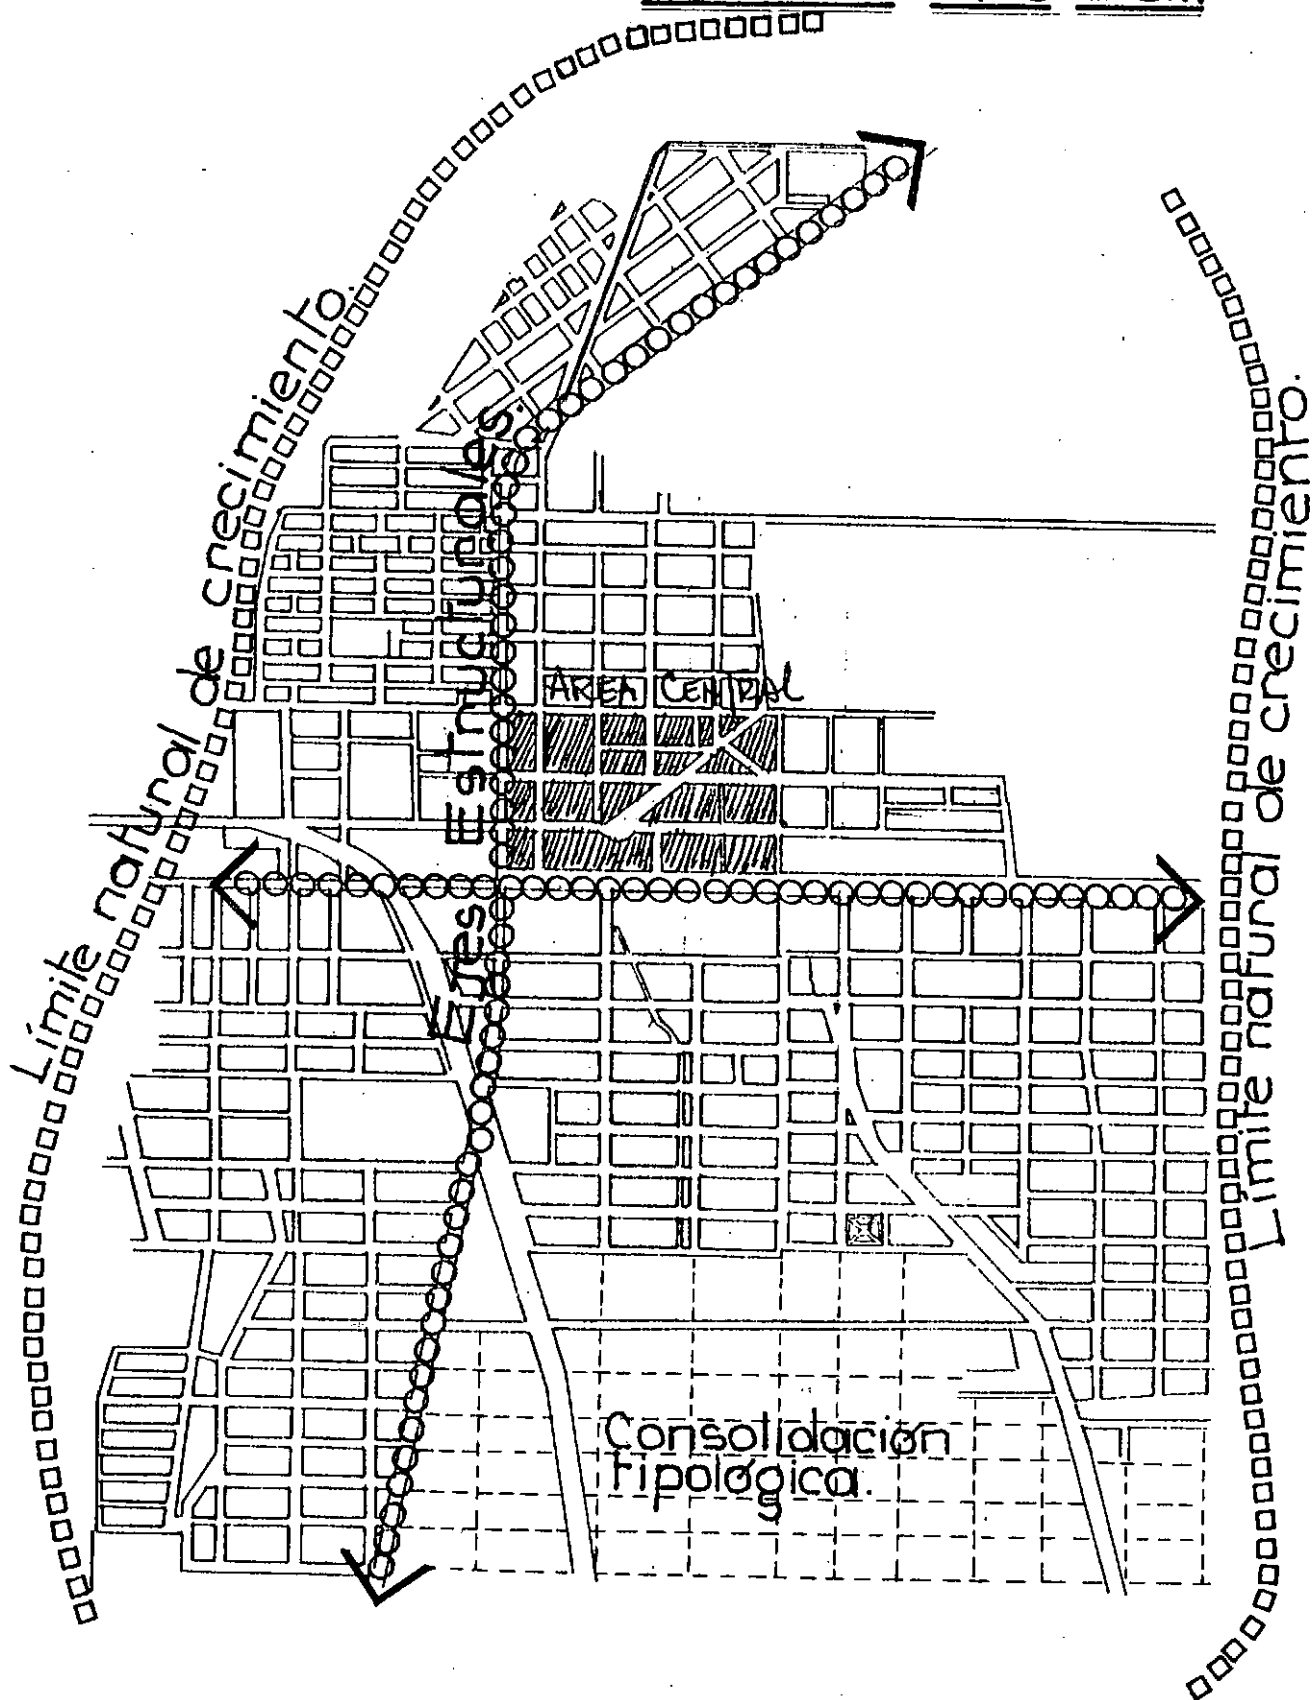 Límite natural de crecimiento.
Ejes Estructurales.
AREA CENTRAL
Límite natural de crecimiento.
Consolidación
tipológica.